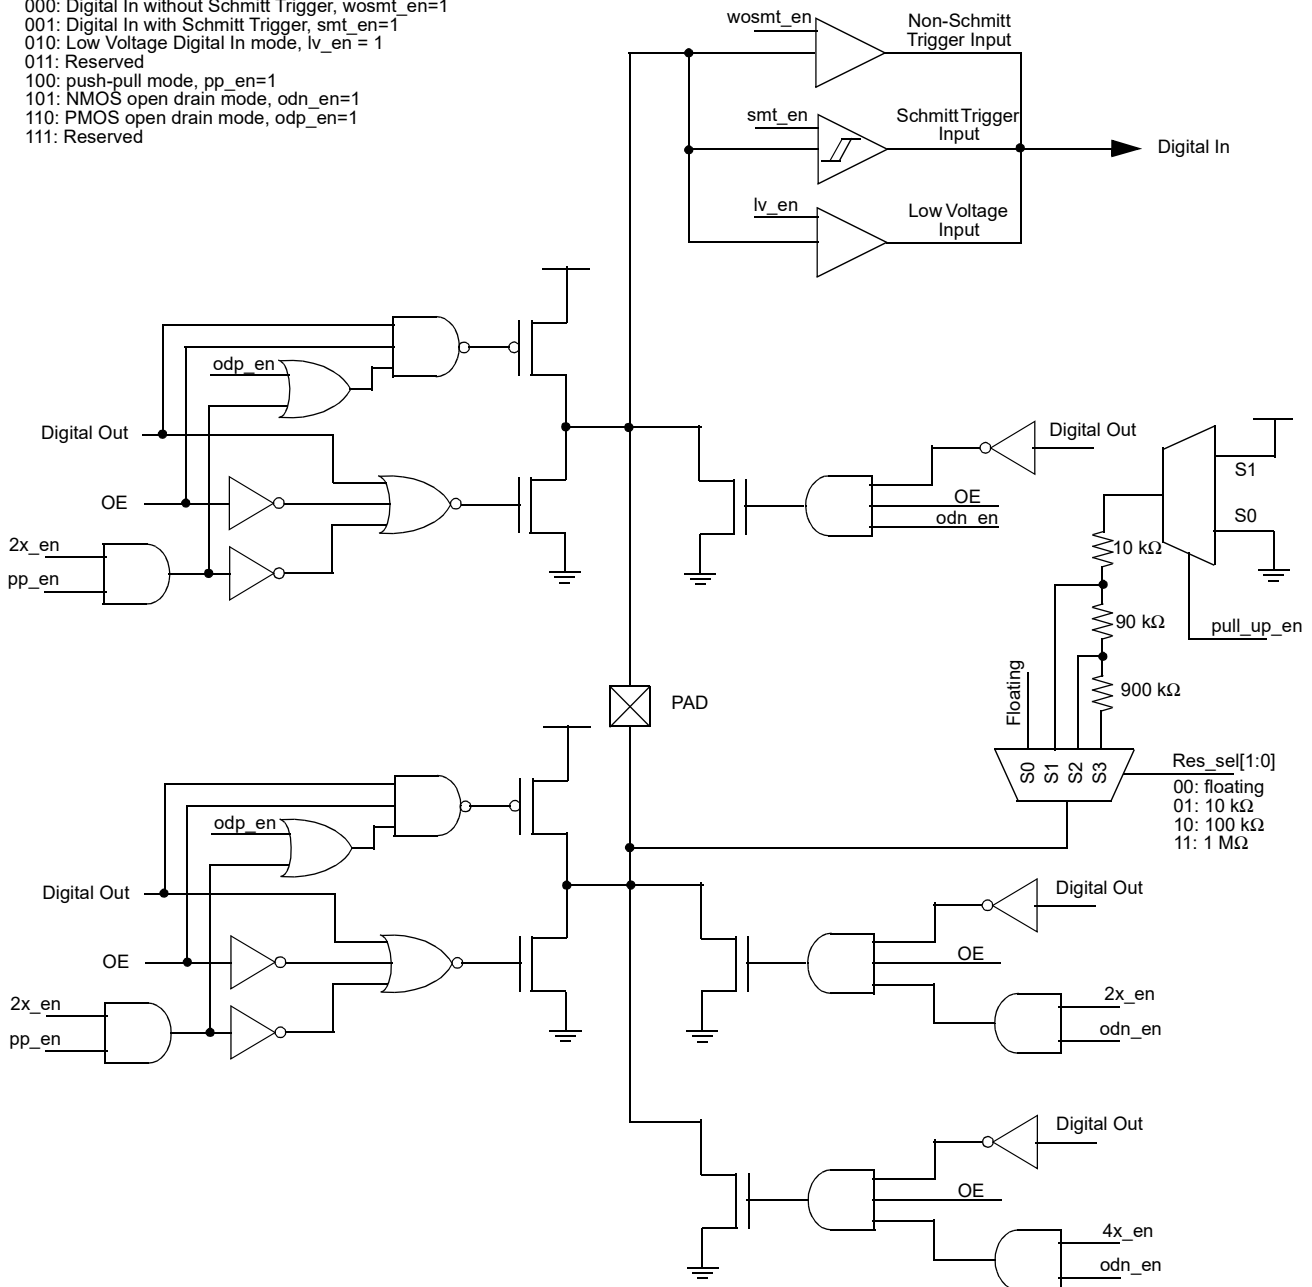 000: Digital In without Schmitt Trigger, wosmt_en=1
001: Digital In with Schmitt Trigger, smt_en=1
010: Low Voltage Digital In mode, lv_en = 1
011: Reserved
100: push-pull mode, pp_en=1
101: NMOS open drain mode, odn_en=1
110: PMOS open drain mode, odp_en=1
111: Reserved
wosmt_en
Non-Schmitt
Trigger Input
smt_en
Schmitt Trigger
Input
Digital In
lv_en
Low Voltage
Input
odp_en
Digital Out
OE
2x_en
pp_en
Digital Out
OE
odn_en
S1
S0
10 kΩ
90 kΩ
pull_up_en
900 kΩ
Floating
PAD
S0
S1
S2
S3
Res_sel[1:0]
00: floating
01: 10 kΩ
10: 100 kΩ
11: 1 MΩ
odp_en
Digital Out
OE
2x_en
pp_en
Digital Out
OE
2x_en
odn_en
Digital Out
OE
4x_en
odn_en